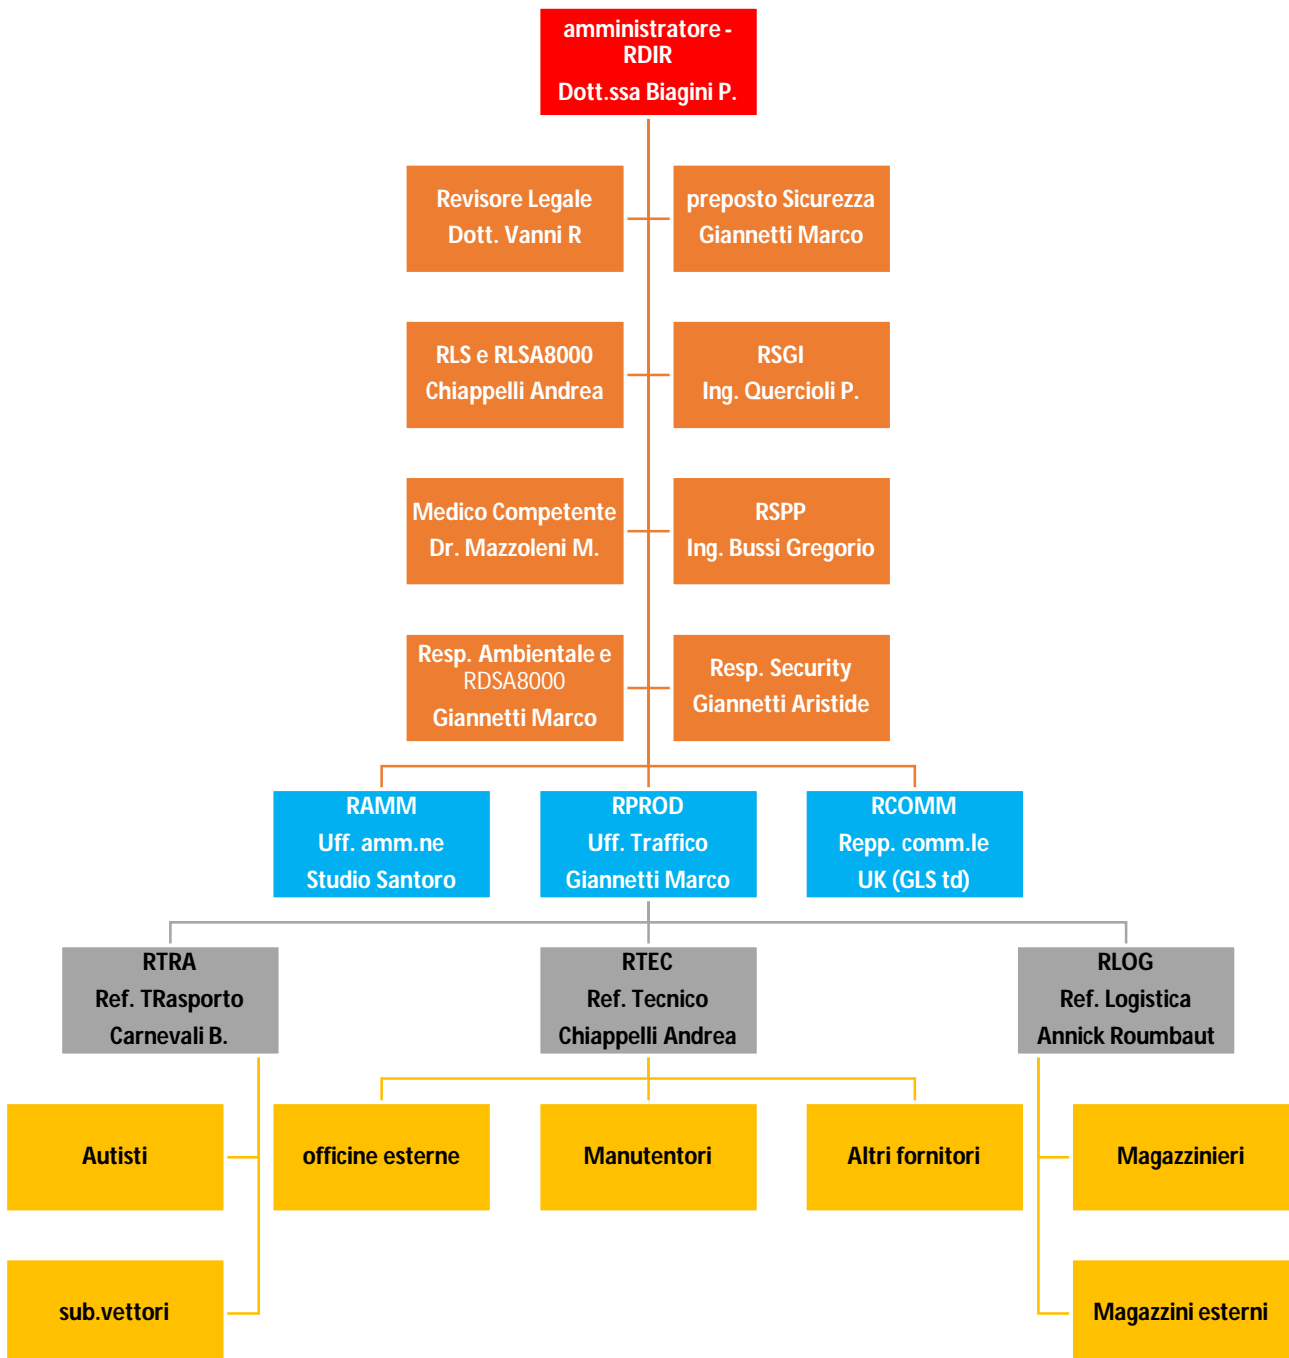 amministratore -
RDIR
Dott.ssa Biagini P.
Revisore Legale
Dott. Vanni R
preposto Sicurezza
Giannetti Marco
RLS e RLSA8000
Chiappelli Andrea
RSGI
Ing. Quercioli P.
Medico Competente
Dr. Mazzoleni M.
RSPP
Ing. Bussi Gregorio
Resp. Ambientale e
RDSA8000
Giannetti Marco
Resp. Security
Giannetti Aristide
RAMM
Uff. amm.ne
Studio Santoro
RPROD
Uff. Traffico
Giannetti Marco
RCOMM
Repp. comm.le
UK (GLS td)
RTRA
Ref. TRasporto
Carnevali B.
RTEC
Ref. Tecnico
Chiappelli Andrea
RLOG
Ref. Logistica
Annick Roumbaut
Autisti
officine esterne
Manutentori
Altri fornitori
Magazzinieri
sub.vettori
Magazzini esterni